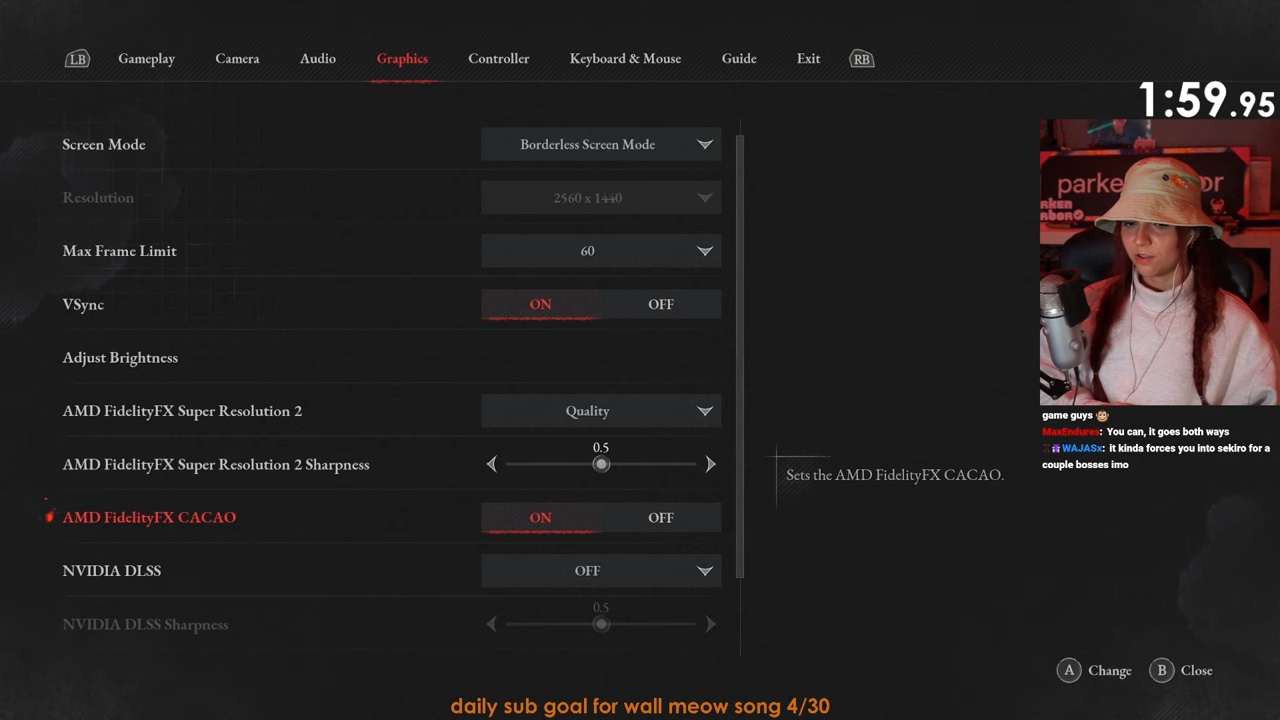 LB Gameplay Camera Audio Graphics Controller Keyboard & Mouse Guide Exit RB
1:59.95
Screen Mode Borderless Screen Mode
Resolution 2560 x 1440
Max Frame Limit 60
VSync ON OFF
Adjust Brightness
AMD FidelityFX Super Resolution 2 Quality
0.5
AMD FidelityFX Super Resolution 2 Sharpness
Sets the AMD FidelityFX CACAO.
AMD FidelityFX CACAO ON OFF
NVIDIA DLSS OFF
0.5
NVIDIA DLSS Sharpness
game guys
MaxEndures: You can, it goes both ways
WAJASx: it kinda forces you into sekiro for a
couple bosses imo
A Change B Close
daily sub goal for wall meow song 4/30